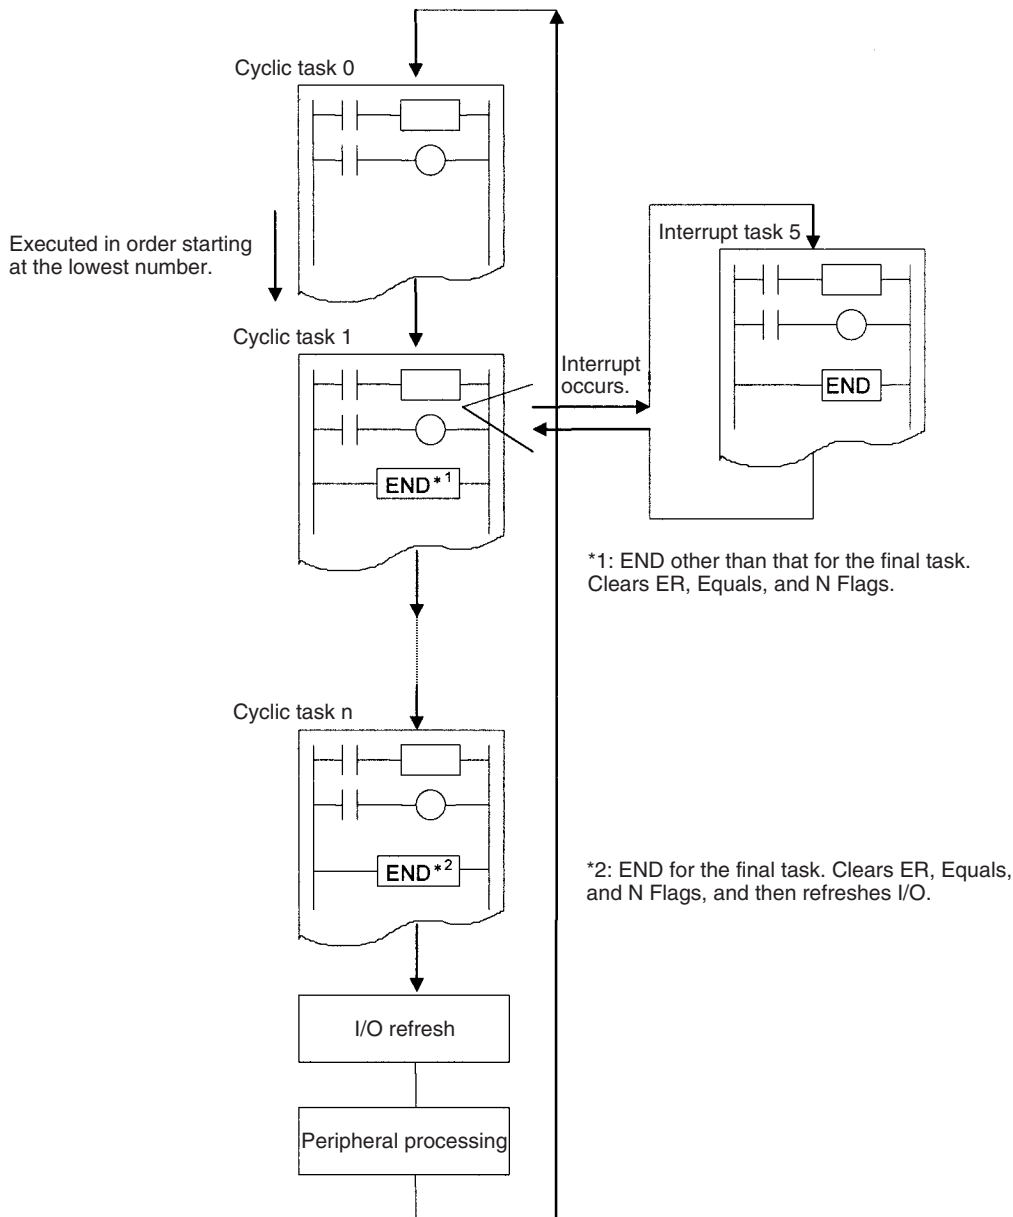 Cyclic task 0
Executed in order starting
at the lowest number.
Interrupt task 5
Cyclic task 1
Interrupt
occurs.
END
END*1
*1: END other than that for the final task.
Clears ER, Equals, and N Flags.
Cyclic task n
END*2
*2: END for the final task. Clears ER, Equals,
and N Flags, and then refreshes I/O.
I/O refresh
Peripheral processing